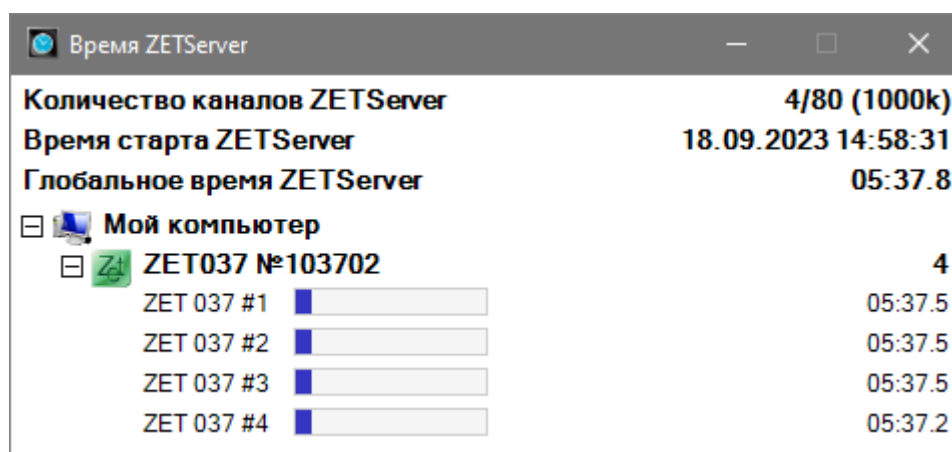 Время ZETServer
Количество каналов ZETServer 4/80 (1000k)
Время старта ZETServer 18.09.2023 14:58:31
Глобальное время ZETServer 05:37.8
Мой компьютер
ZET037 №103702 4
ZET 037 #1 05:37.5
ZET 037 #2 05:37.5
ZET 037 #3 05:37.5
ZET 037 #4 05:37.2